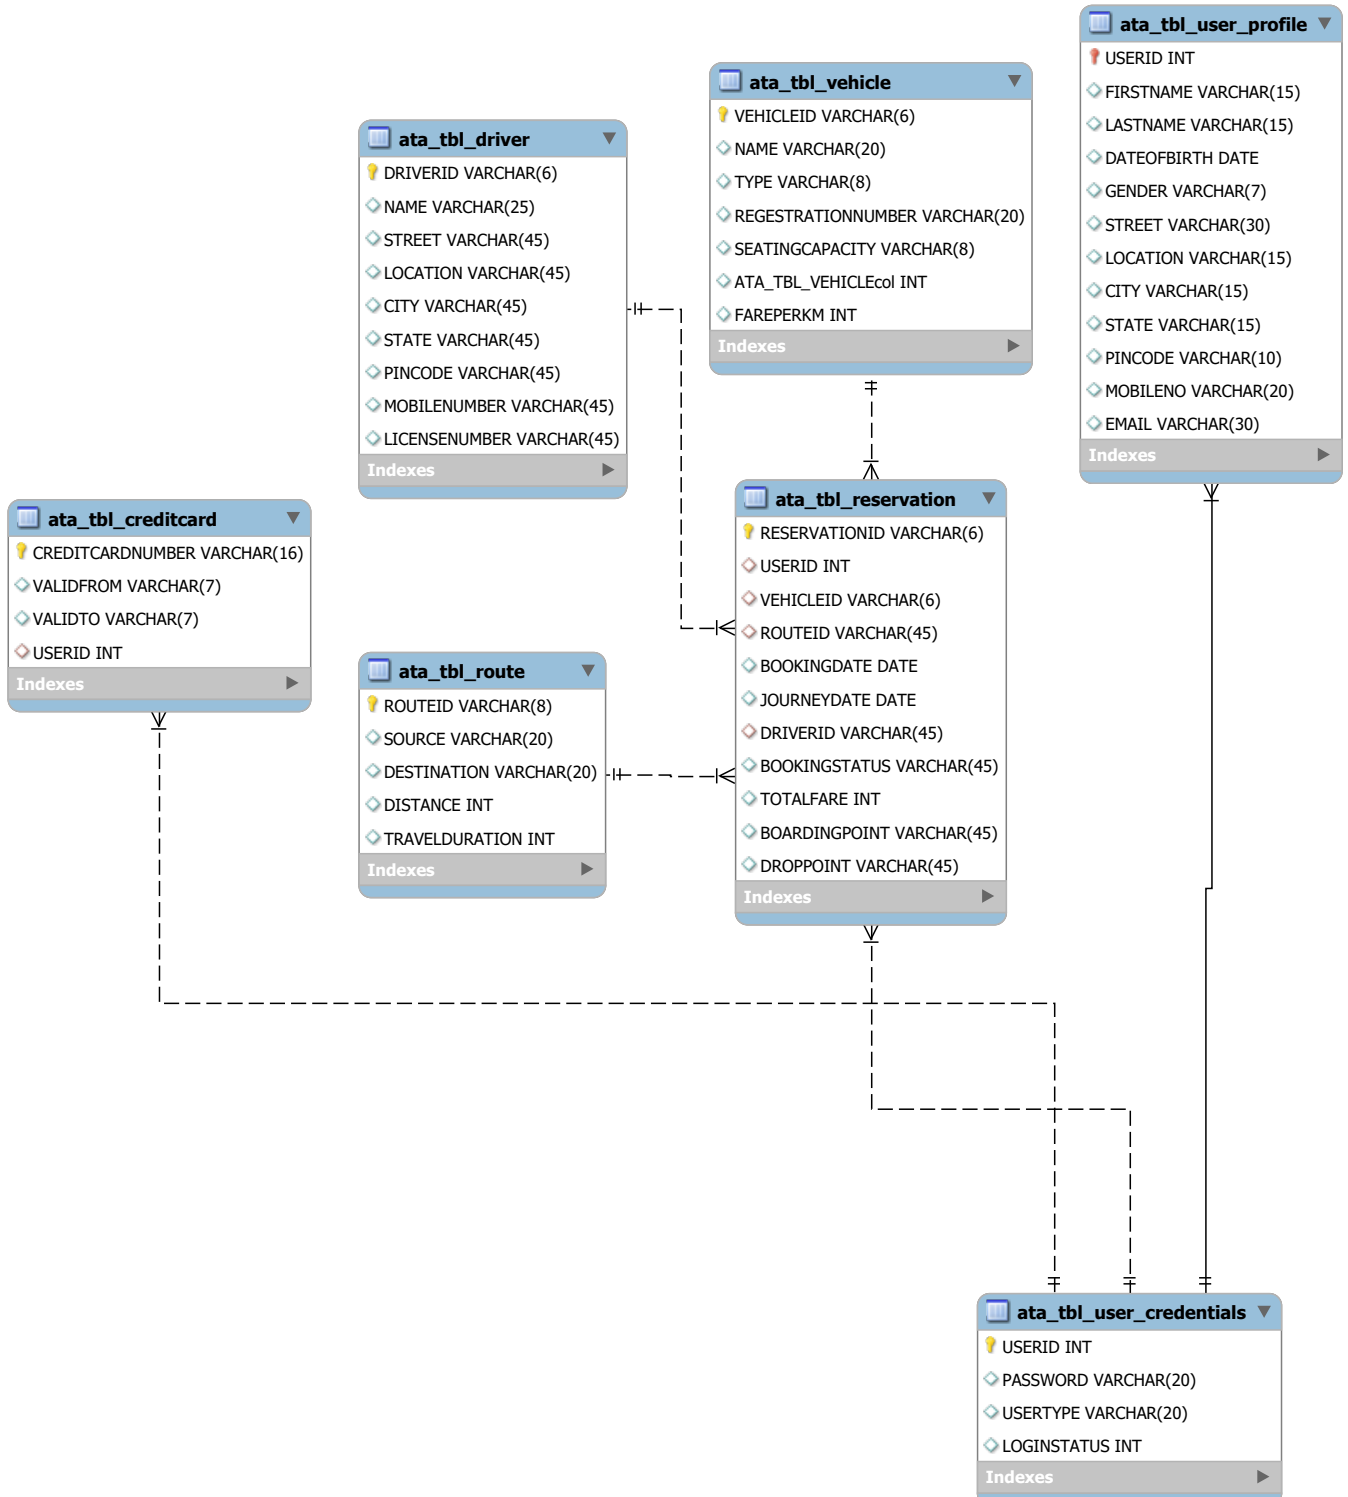 ata_tbl_user_profile
USERID INT
FIRSTNAME VARCHAR(15)
LASTNAME VARCHAR(15)
DATEOFBIRTH DATE
GENDER VARCHAR(7)
STREET VARCHAR(30)
LOCATION VARCHAR(15)
CITY VARCHAR(15)
STATE VARCHAR(15)
PINCODE VARCHAR(10)
MOBILENO VARCHAR(20)
EMAIL VARCHAR(30)
Indexes
ata_tbl_vehicle
VEHICLEID VARCHAR(6)
NAME VARCHAR(20)
TYPE VARCHAR(8)
REGESTRATIONNUMBER VARCHAR(20)
SEATINGCAPACITY VARCHAR(8)
ATA_TBL_VEHICLEcol INT
FAREPERKM INT
Indexes
ata_tbl_driver
DRIVERID VARCHAR(6)
NAME VARCHAR(25)
STREET VARCHAR(45)
LOCATION VARCHAR(45)
CITY VARCHAR(45)
STATE VARCHAR(45)
PINCODE VARCHAR(45)
MOBILENUMBER VARCHAR(45)
LICENSENUMBER VARCHAR(45)
Indexes
ata_tbl_creditcard
CREDITCARDNUMBER VARCHAR(16)
VALIDFROM VARCHAR(7)
VALIDTO VARCHAR(7)
USERID INT
Indexes
ata_tbl_route
ROUTEID VARCHAR(8)
SOURCE VARCHAR(20)
DESTINATION VARCHAR(20)
DISTANCE INT
TRAVELDURATION INT
Indexes
ata_tbl_reservation
RESERVATIONID VARCHAR(6)
USERID INT
VEHICLEID VARCHAR(6)
ROUTEID VARCHAR(45)
BOOKINGDATE DATE
JOURNEYDATE DATE
DRIVERID VARCHAR(45)
BOOKINGSTATUS VARCHAR(45)
TOTALFARE INT
BOARDINGPOINT VARCHAR(45)
DROPPOINT VARCHAR(45)
Indexes
ata_tbl_user_credentials
USERID INT
PASSWORD VARCHAR(20)
USERTYPE VARCHAR(20)
LOGINSTATUS INT
Indexes